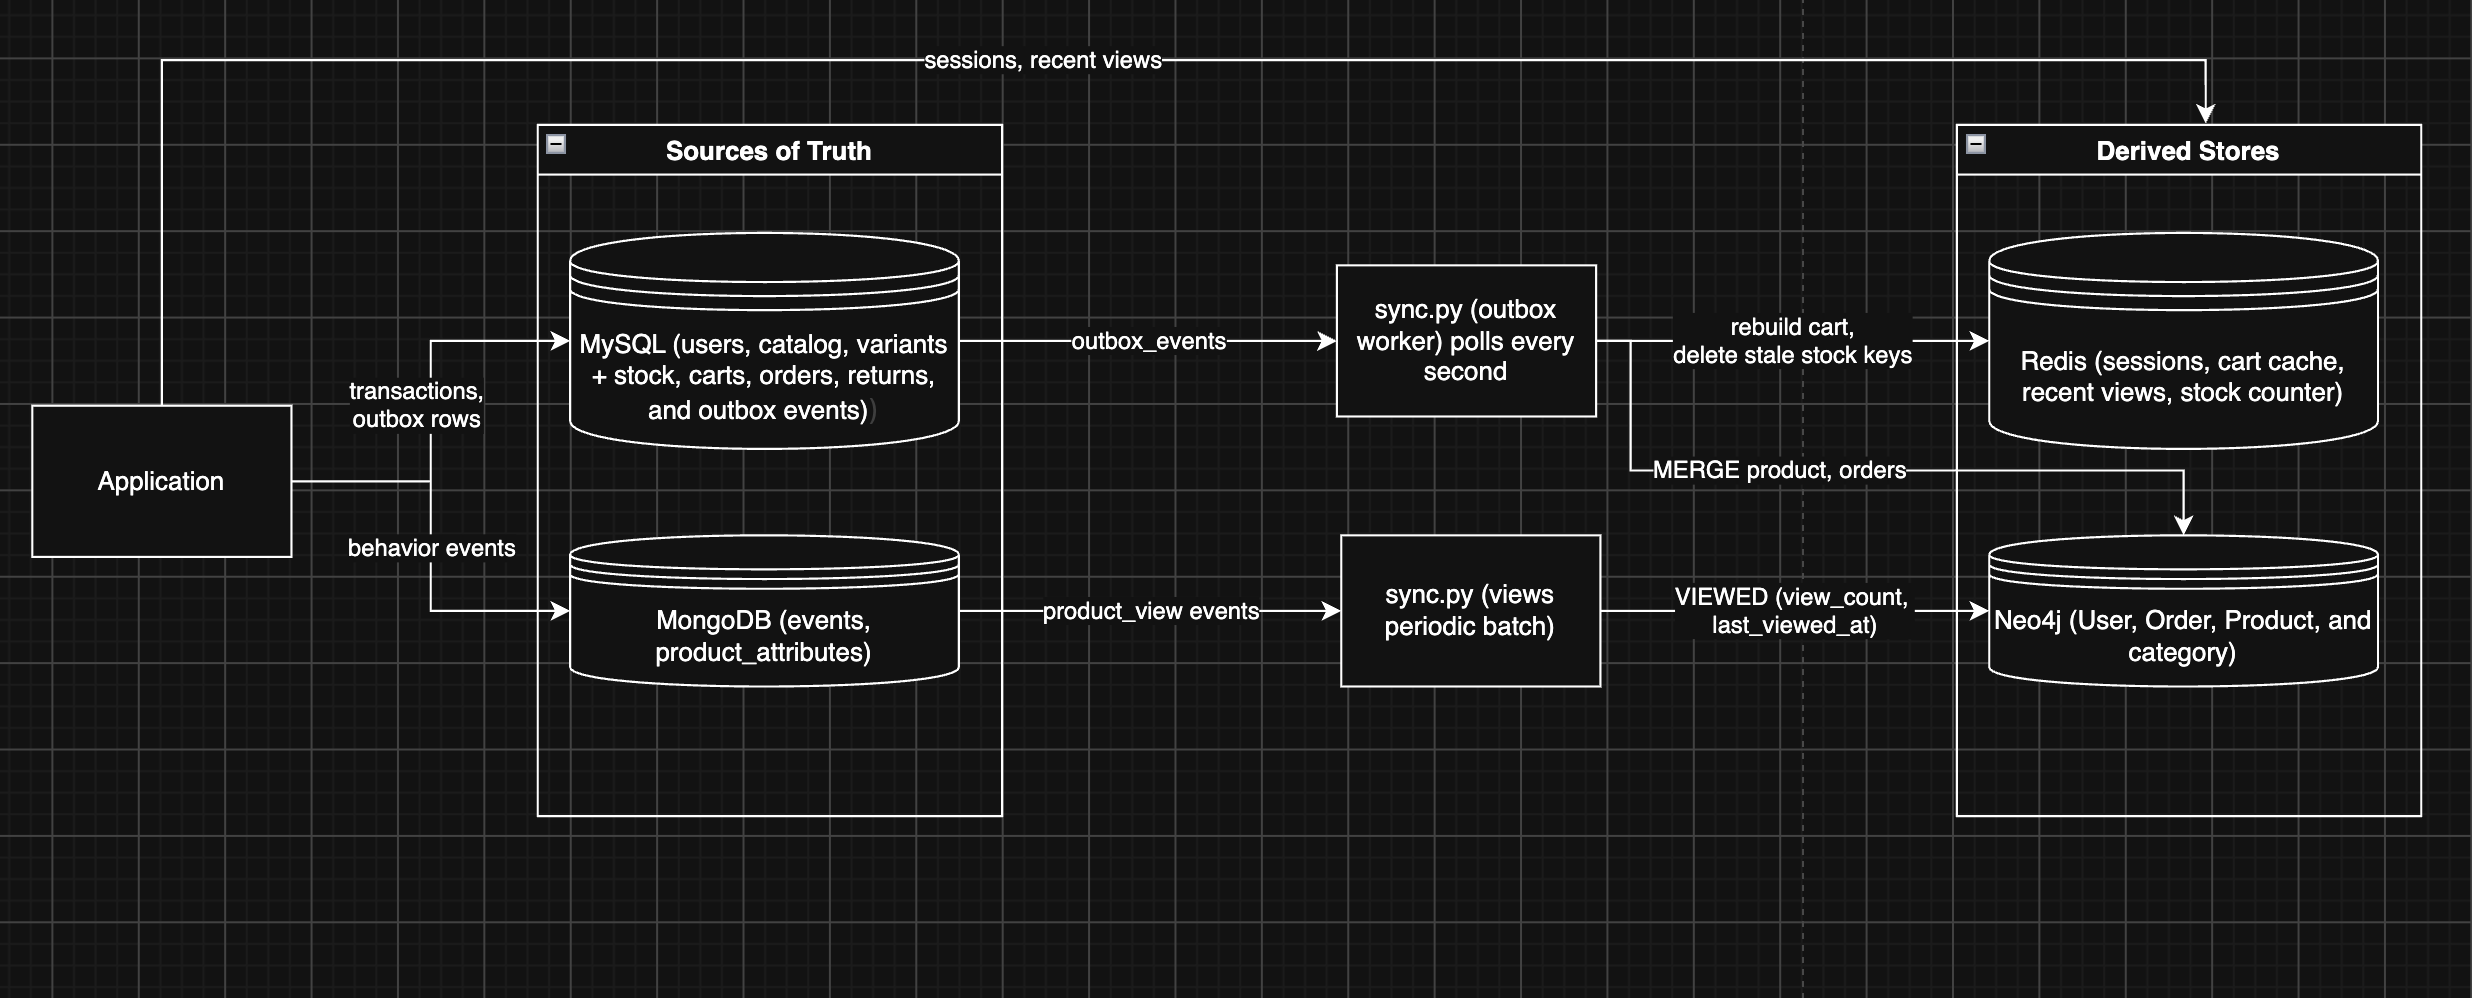 sessions, recent views
Sources of Truth
Derived Stores
MySQL (users, catalog, variants
+ stock, carts, orders, returns,
and outbox events))
transactions,
outbox rows
Application
behavior events
MongoDB (events,
product_attributes)
outbox_events
sync.py (outbox
worker) polls every
second
rebuild cart,
delete stale stock keys
Redis (sessions, cart cache,
recent views, stock counter)
MERGE product, orders
product_view events
sync.py (views
periodic batch)
VIEWED (view_count,
last_viewed_at)
Neo4j (User, Order, Product, and
category)